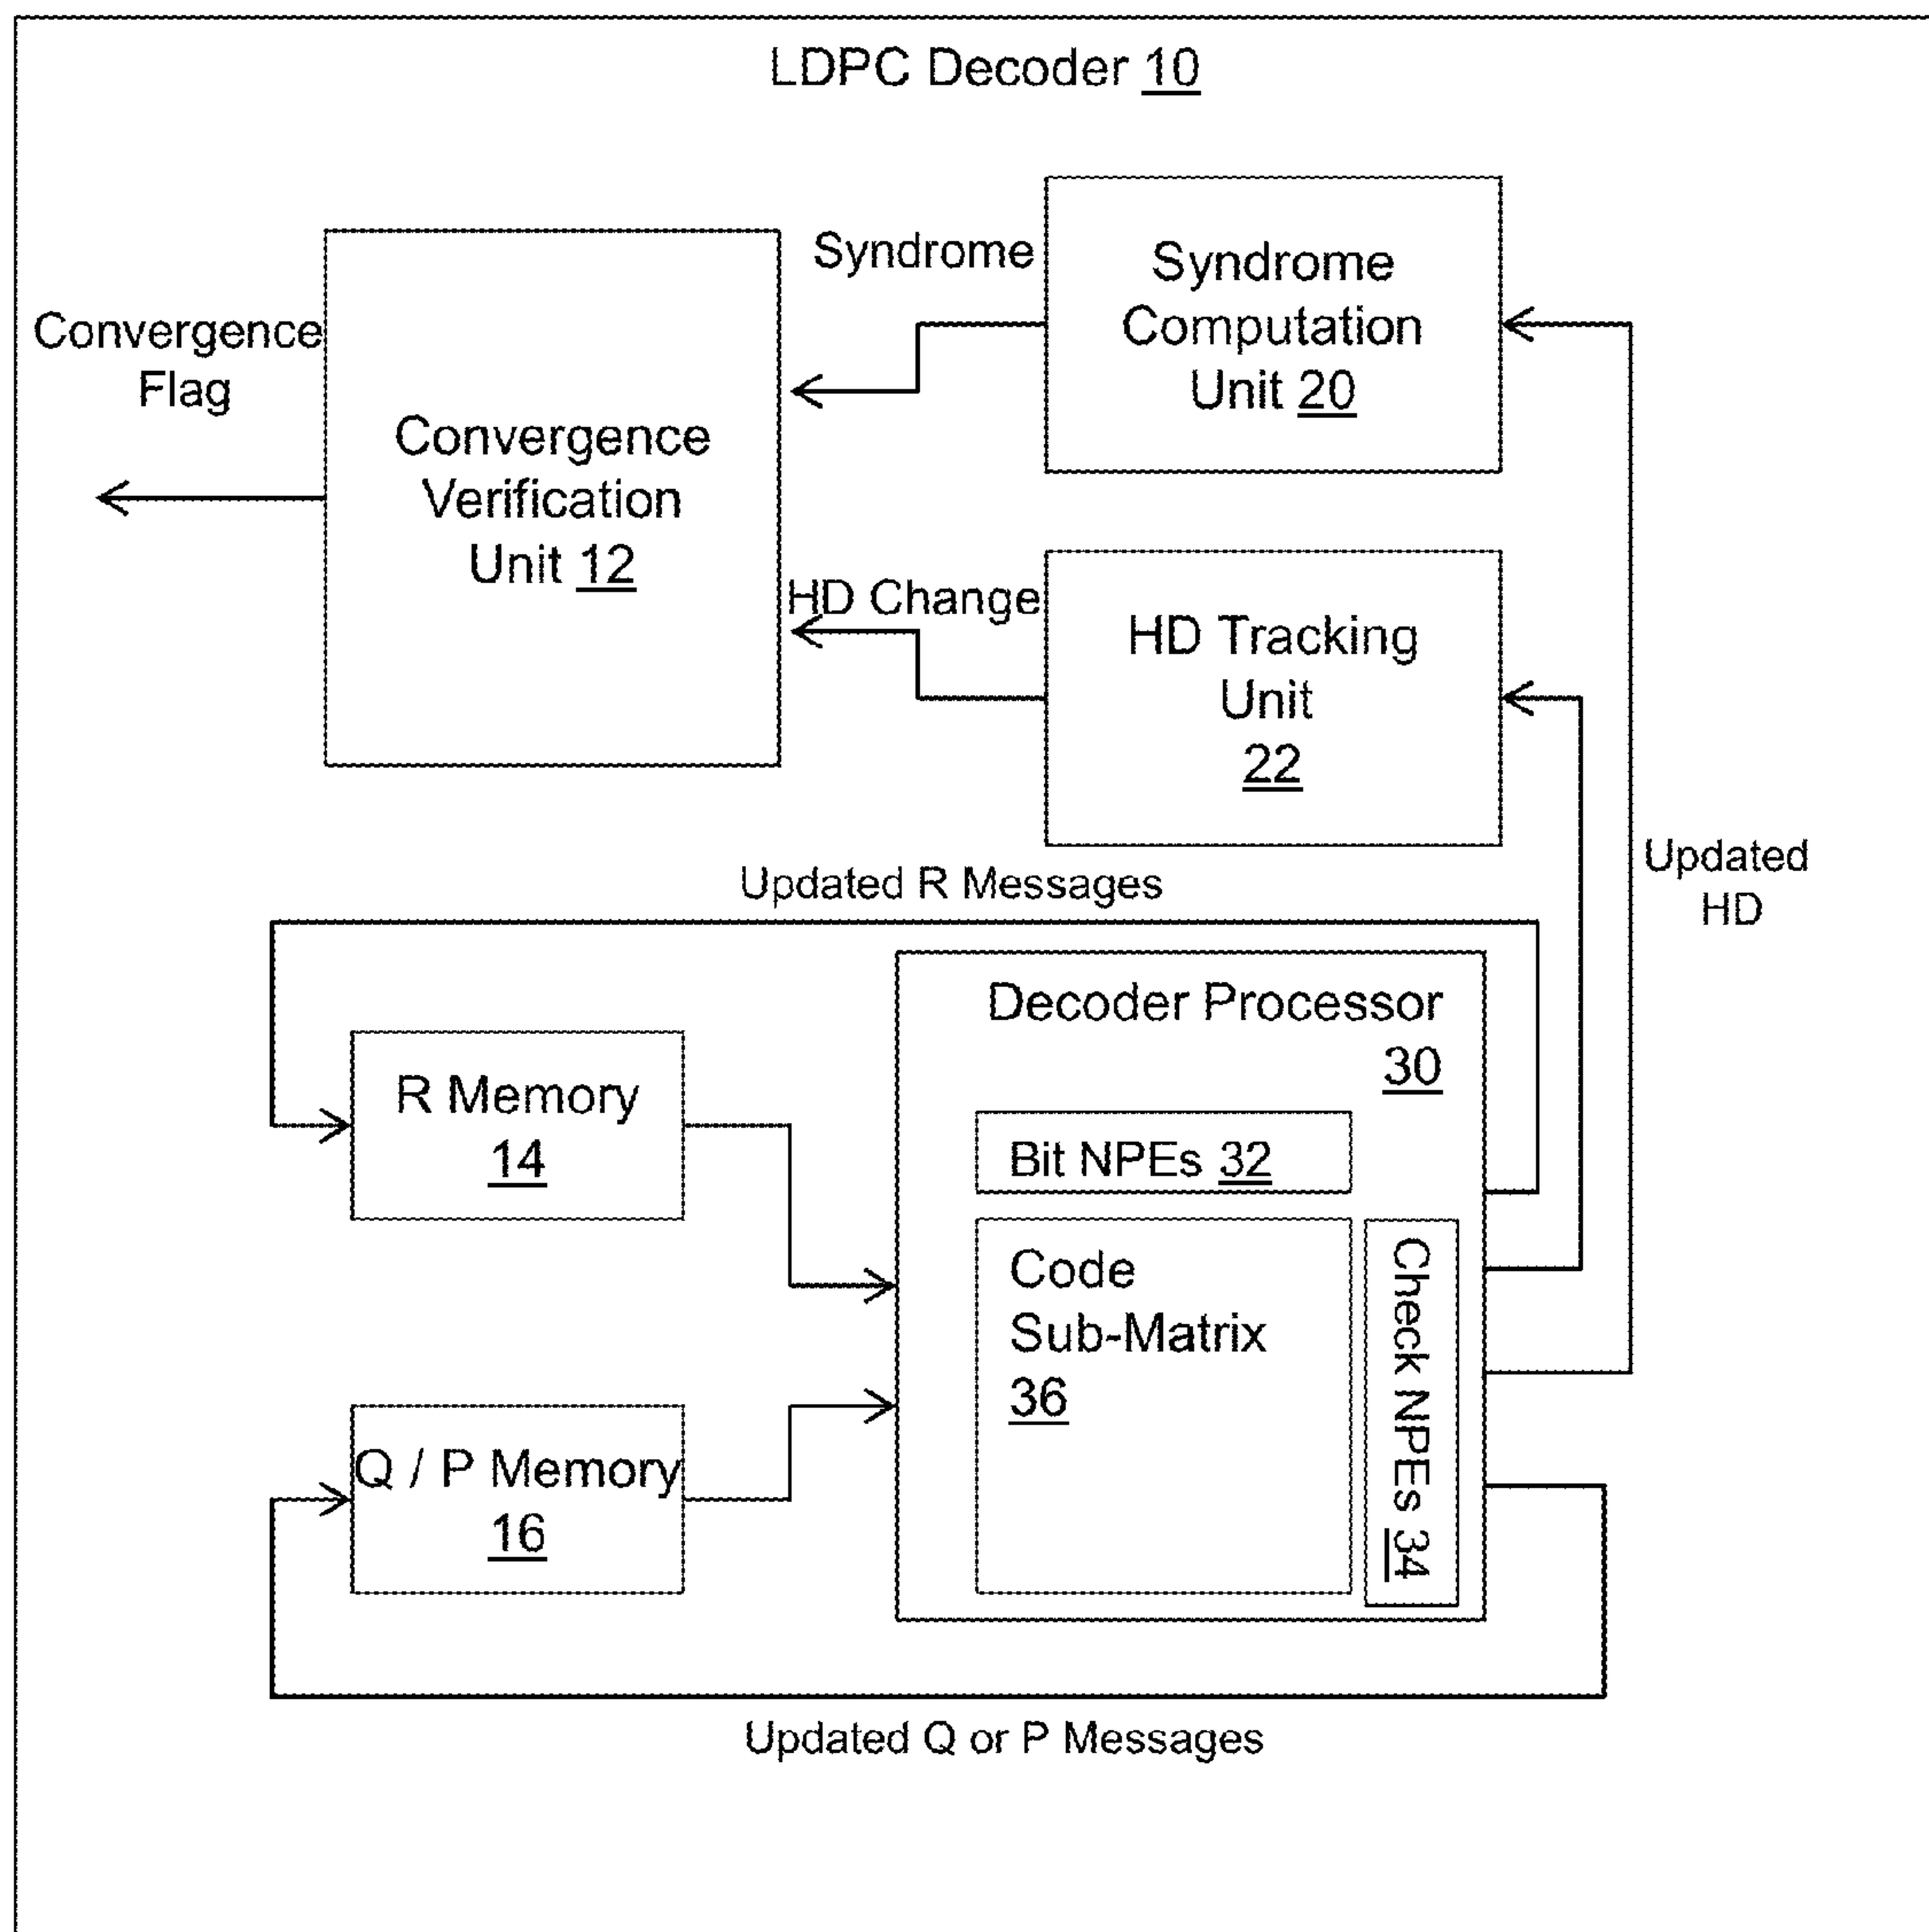 LDPC Decoder 10
Syndrome
Syndrome
Computation
Unit 20
Convergence
Flag
Convergence
Verification
Unit 12
HD Change
HD Tracking
Unit
22
Updated
HD
Updated R Messages
Decoder Processor
30
R Memory
14
Bit NPEs 32
Code
Sub-Matrix
36
Check NPEs 34
Q / P Memory
16
Updated Q or P Messages